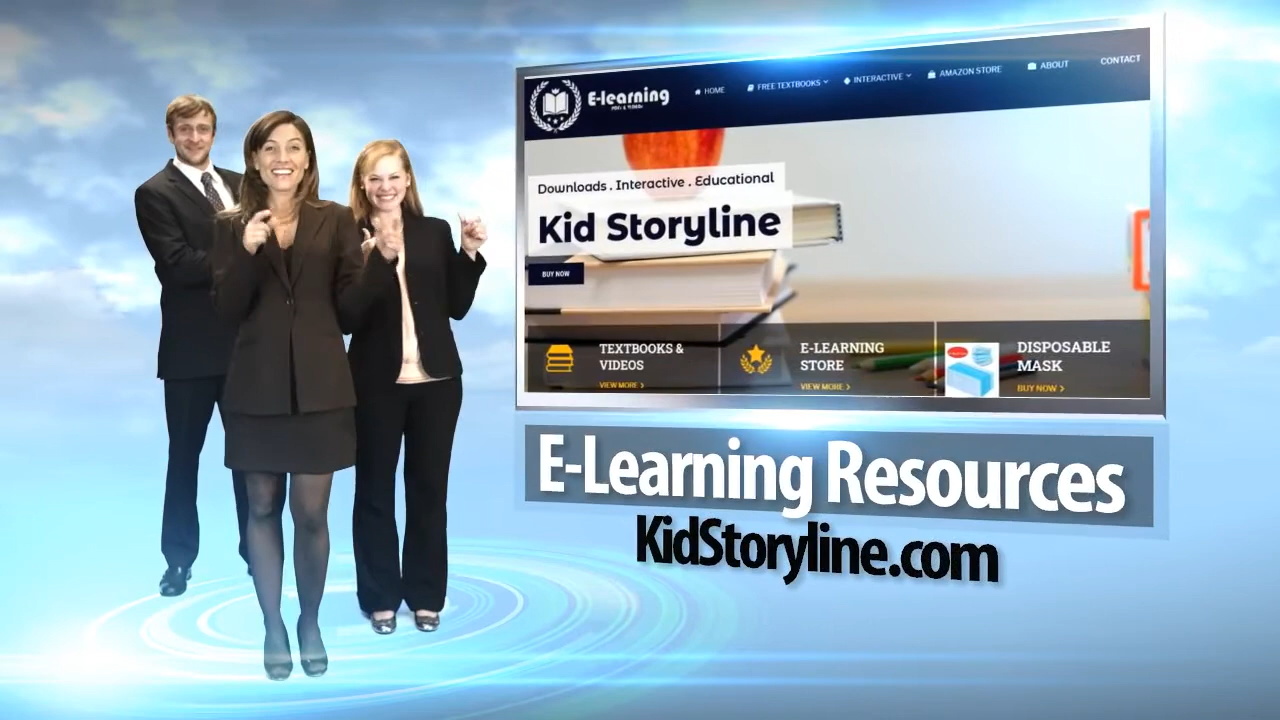 E-learning
HOME
FREE TEXTBOOKS
INTERACTIVE
AMAZON STORE
ABOUT
CONTACT
Downloads . Interactive . Educational
Kid Storyline
BUY NOW
TEXTBOOKS &
VIDEOS
VIEW MORE
E-LEARNING
STORE
VIEW MORE
DISPOSABLE
MASK
BUY NOW
E-Learning Resources
KidStoryline.com